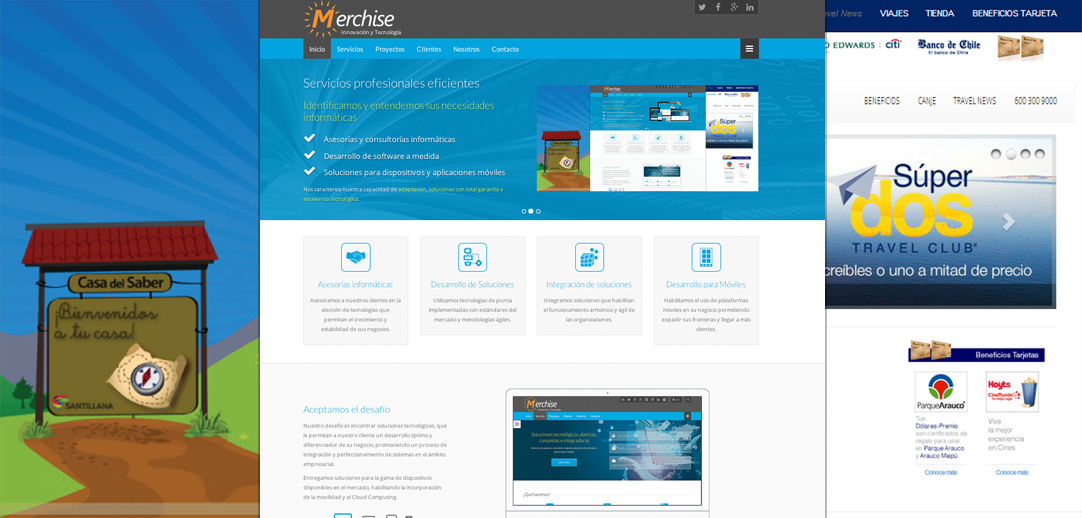 Casa del Saber
¡Bienvenidos
a tu casa!
SANTILLANA
Merchise
Innovación y Tecnología
Inicio
Servicios
Proyectos
Clientes
Nosotros
Contacto
Servicios profesionales eficientes
Identificamos y entendemos sus necesidades
informáticas
Asesorías y consultorías informáticas
Desarrollo de software a medida
Soluciones para dispositivos y aplicaciones móviles
Nos caracteriza nuestra capacidad de adaptación, soluciones con total garantía y
excelencia tecnológica.
Súper
dos
Asesorías informáticas
Asesoramos a nuestros clientes en la
elección de tecnologías que
permitan el crecimiento y
estabilidad de sus negocios.
Desarrollo de Soluciones
Utilizamos tecnologías de punta
implementadas con estándares del
mercado y metodologías ágiles.
Integración de soluciones
Integramos soluciones que habilitan
el funcionamiento armónico y ágil de
las organizaciones.
Desarrollo para Móviles
Habilitamos el uso de plataformas
móviles en su negocio permitiendo
expadir sus fronteras y llegar a más
clientes.
Aceptamos el desafío
Nuestro desafío es encontrar soluciones tecnológicas, que
le permitan a nuestro cliente un desarrollo óptimo y
diferenciador de su negocio, promoviendo un proceso de
integración y perfeccionamiento de sistemas en el ámbito
empresarial.
Entregamos soluciones para la gama de dispositivos
disponibles en el mercado, habilitando la incorporación
de la movilidad y el Cloud Computing.
Merchise
Soluciones tecnológicas abiertas,
completas e integradoras
¿Qué hacemos?
avel News
VIAJES
TIENDA
BENEFICIOS TARJETA
O EDWARDS
citi
Banco de Chile
El banco de Chile
BENEFICIOS
CANJE
TRAVEL NEWS
600 300 9000
Súper
dos
TRAVEL CLUB®
créíbles o uno a mitad de precio
Beneficios Tarjetas
ParqueArauco
Tus
Dólares-Premio
son certificados de
regalo para usar
en Parque Arauco
y Arauco Maipú
Conoce más
Hoyts
Vive
la mejor
experiencia
en Cines
Conoce más